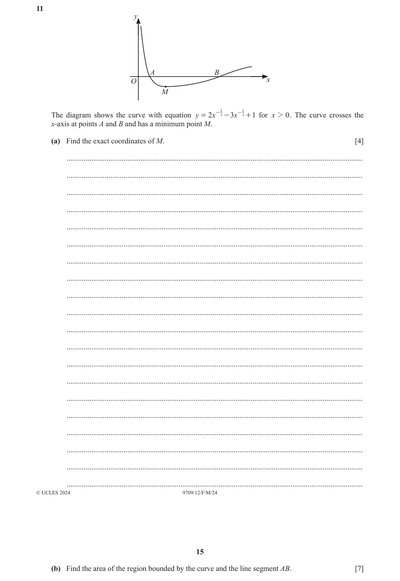 11
y
A
B
O
x
M
The diagram shows the curve with equation y = 2x^(-2/3) − 3x^(-1/3) + 1 for x > 0. The curve crosses the
x-axis at points A and B and has a minimum point M.
(a) Find the exact coordinates of M. [4]
© UCLES 2024 9709/12/F/M/24
15
(b) Find the area of the region bounded by the curve and the line segment AB. [7]